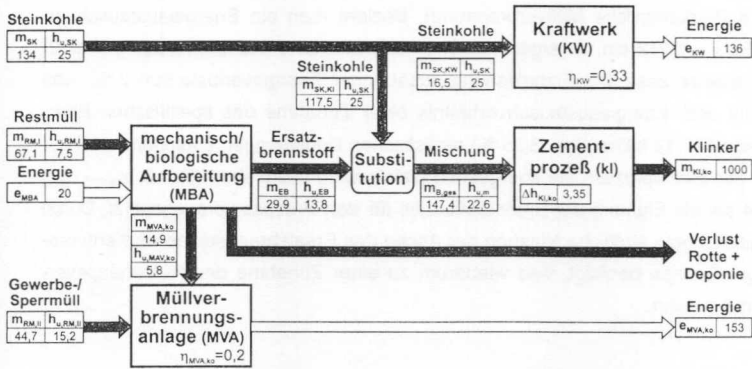 Steinkohle
m_SK h_u,SK
134 25
Steinkohle
m_SK,KI h_u,SK
117,5 25
Steinkohle
m_SK,KW h_u,SK
16,5 25
Kraftwerk
(KW)
η_KW=0,33
Energie
e_KW 136
Restmüll
m_RM,I h_u,RM,I
67,1 7,5
Energie
e_MBA 20
mechanisch/
biologische
Aufbereitung
(MBA)
Ersatz-
brennstoff
m_EB h_u,EB
29,9 13,8
Substi-
tution
Mischung
m_B,ges h_u,m
147,4 22,6
Zement-
prozeß (kl)
Δh_KI,ko 3,35
Klinker
m_KI,ko 1000
m_MVA,ko
14,9
h_u,MAV,ko
5,8
Verlust
Rotte +
Deponie
Gewerbe-/
Sperrmüll
m_RM,II h_u,RM,II
44,7 15,2
Müllver-
brennungs-
anlage (MVA)
η_MVA,ko=0,2
Energie
e_MVA,ko 153